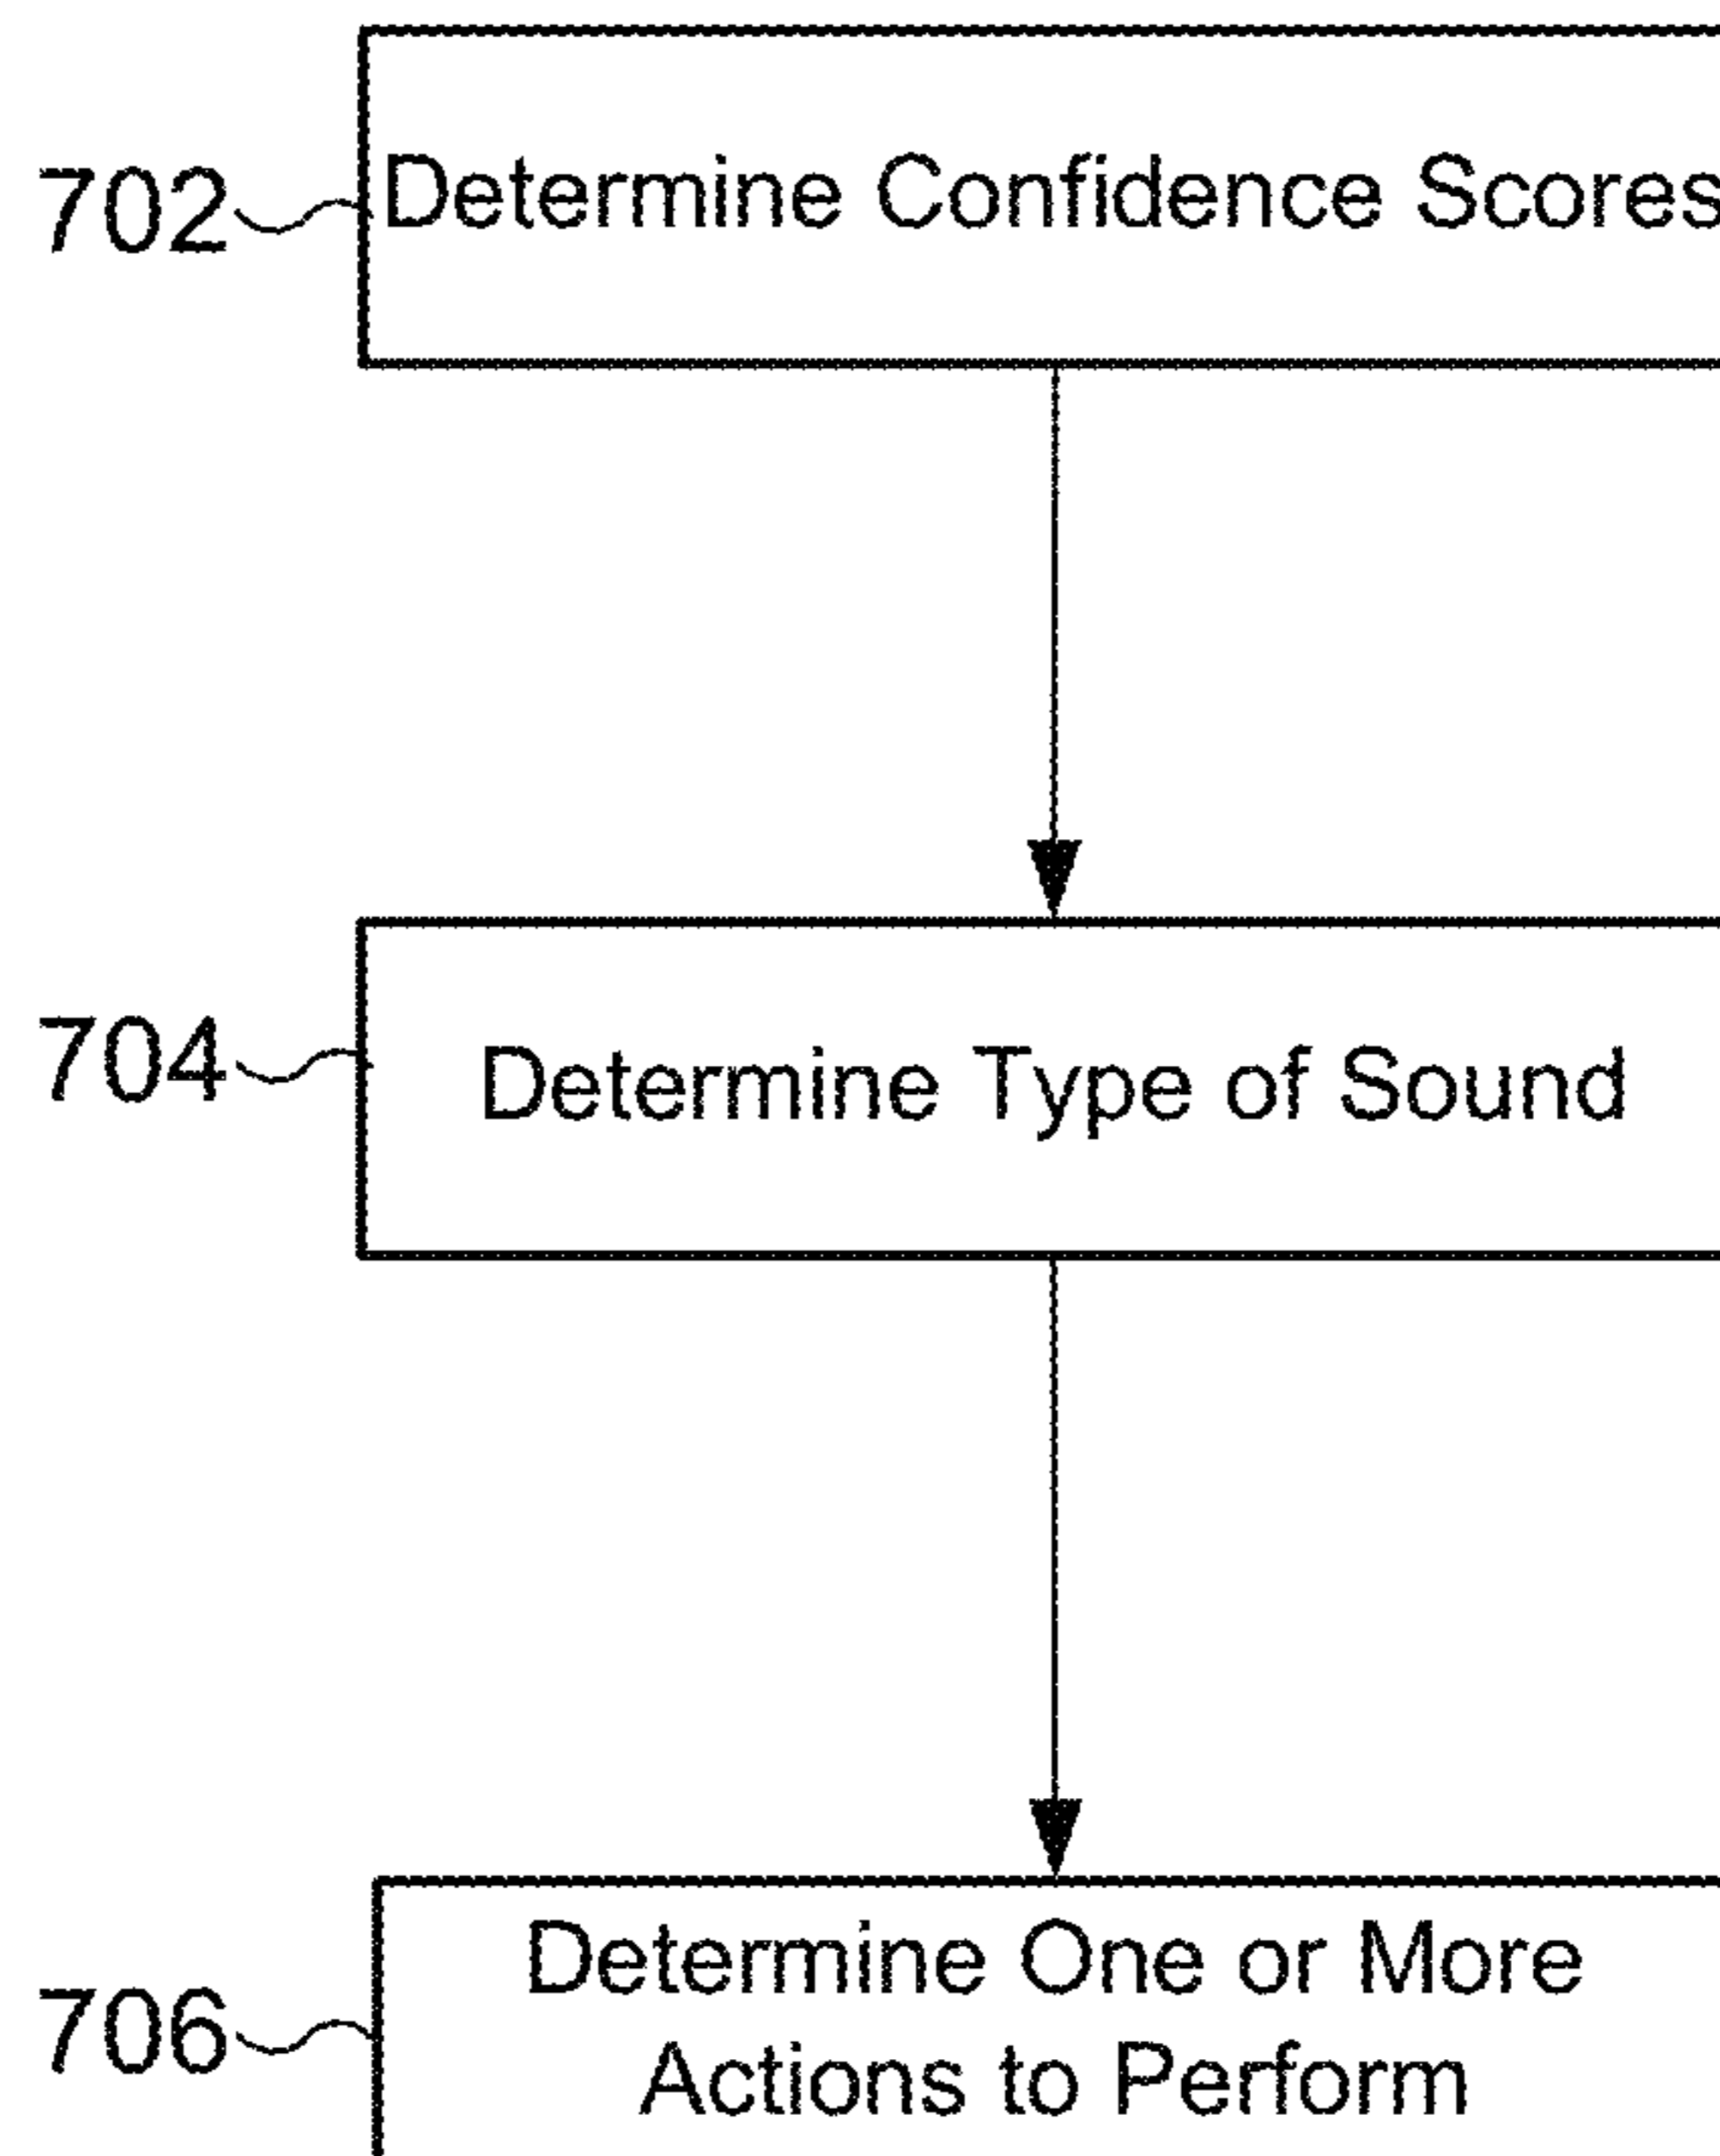 702 Determine Confidence Scores
704 Determine Type of Sound
Determine One or More
706
Actions to Perform